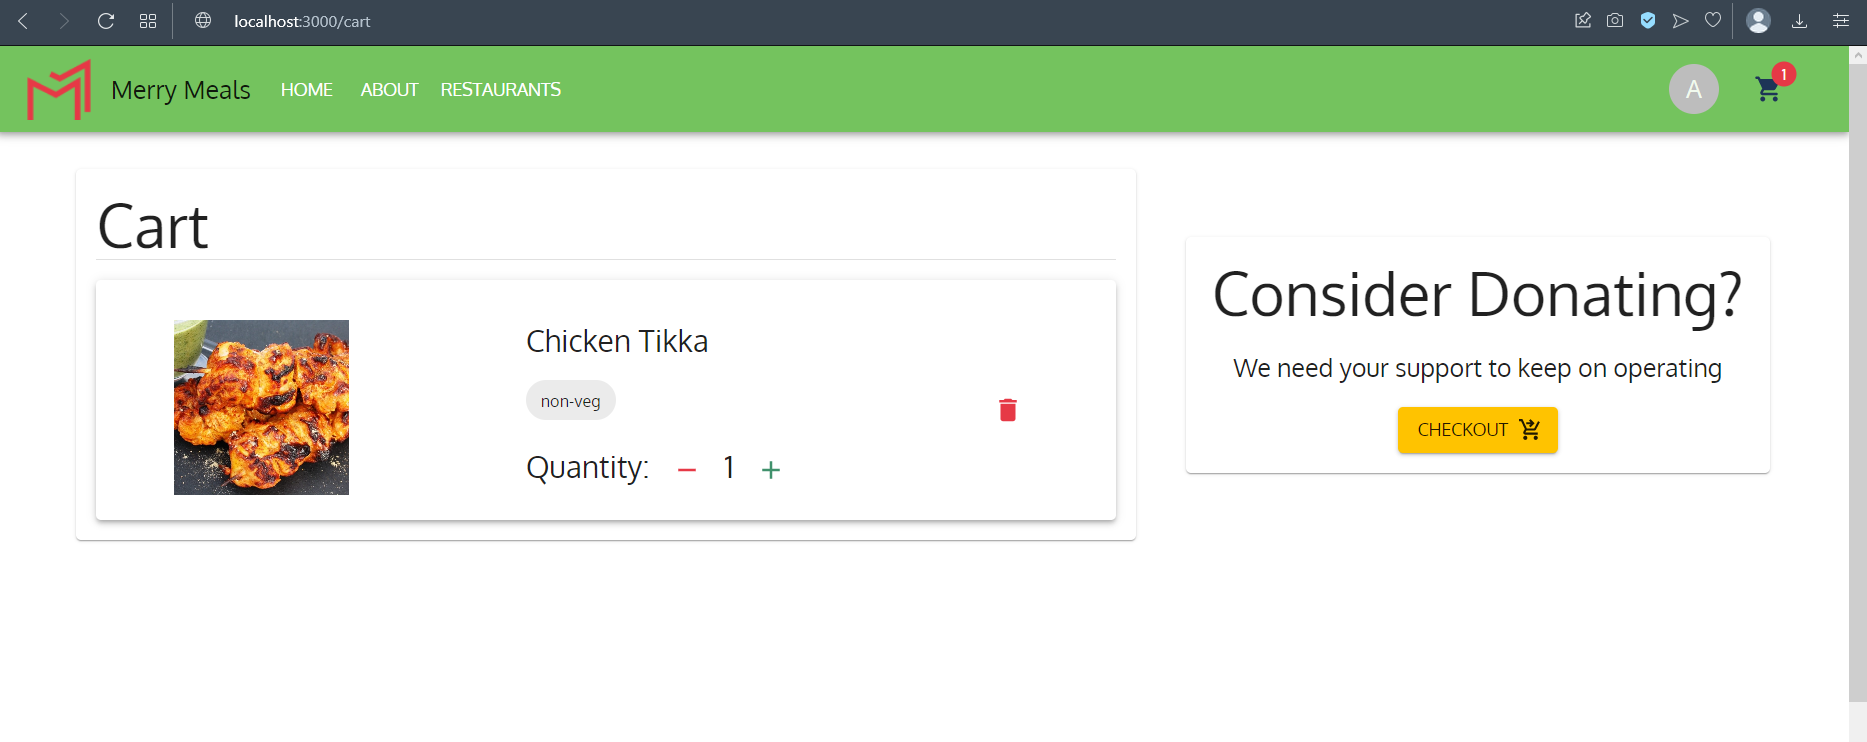 localhost:3000/cart
Merry Meals HOME ABOUT RESTAURANTS A 1
Cart
Chicken Tikka
non-veg
Quantity: − 1 +
Consider Donating?
We need your support to keep on operating
CHECKOUT